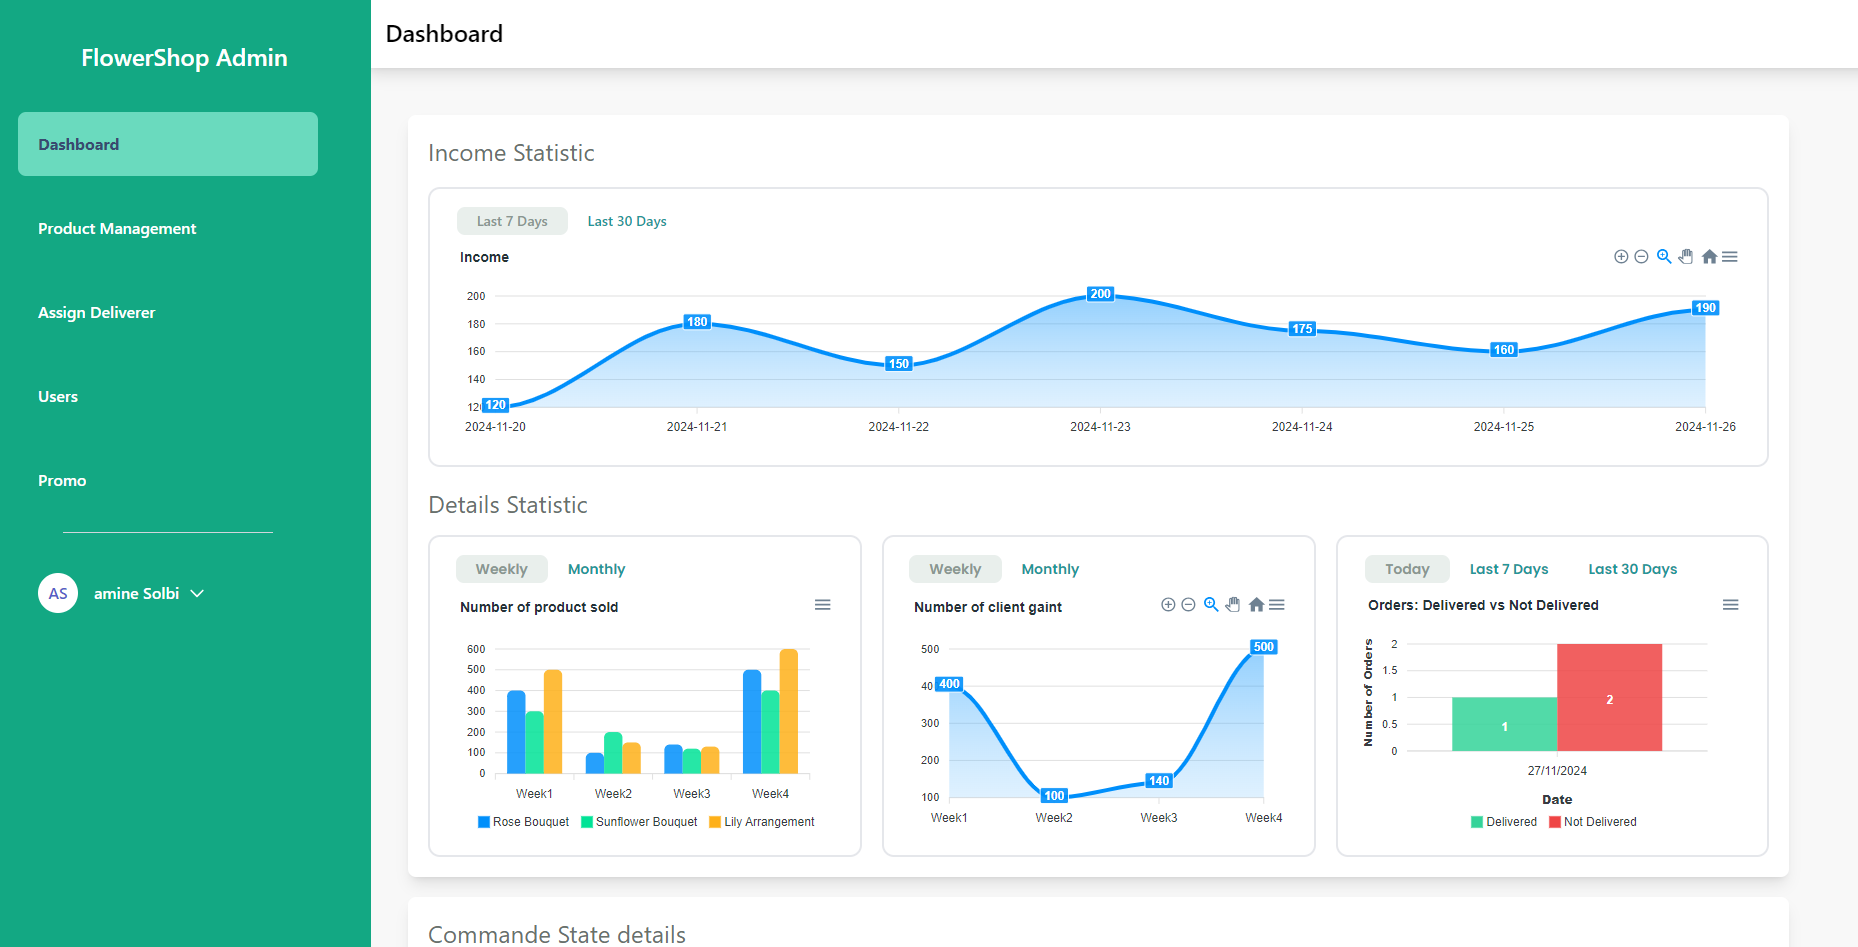 FlowerShop Admin
Dashboard
Product Management
Assign Deliverer
Users
Promo
AS amine Solbi
Dashboard
Income Statistic
Last 7 Days Last 30 Days
Income
200
180
160
140
120
180
150
200
175
160
190
2024-11-20 2024-11-21 2024-11-22 2024-11-23 2024-11-24 2024-11-25 2024-11-26
Details Statistic
Weekly Monthly
Number of product sold
600
500
400
300
200
100
0
Week1 Week2 Week3 Week4
Rose Bouquet Sunflower Bouquet Lily Arrangement
Weekly Monthly
Number of client gaint
500
300
200
100
400
100
140
500
Week1 Week2 Week3 Week4
Today Last 7 Days Last 30 Days
Orders: Delivered vs Not Delivered
Number of Orders
2
1.5
1
0.5
0
1
2
27/11/2024
Date
Delivered Not Delivered
Commande State details